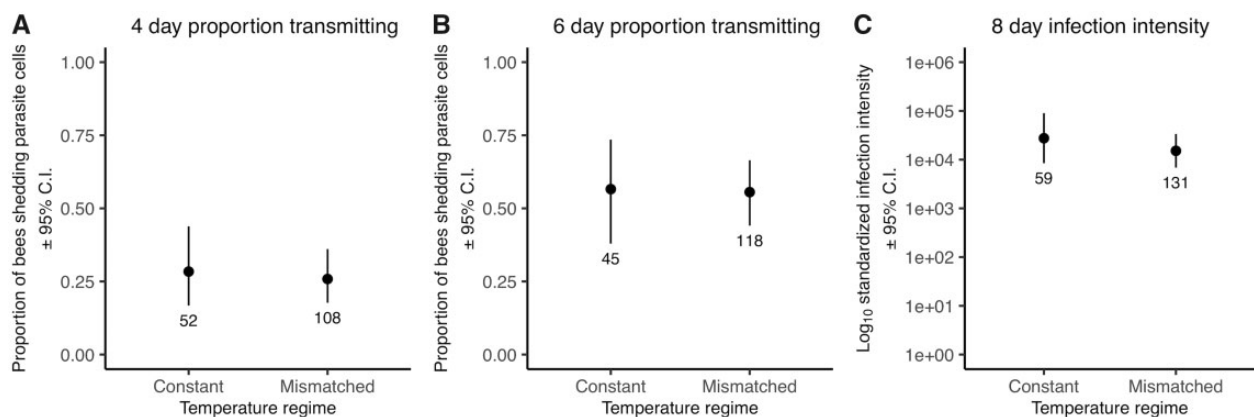 A
4 day proportion transmitting
Proportion of bees shedding parasite cells
± 95% C.I.
1.00
0.75
0.50
0.25
0.00
52
108
Constant
Mismatched
Temperature regime
B
6 day proportion transmitting
Proportion of bees shedding parasite cells
± 95% C.I.
1.00
0.75
0.50
0.25
0.00
45
118
Constant
Mismatched
Temperature regime
C
8 day infection intensity
Log₁₀ standardized infection intensity
± 95% C.I.
1e+06
1e+05
1e+04
1e+03
1e+02
1e+01
1e+00
59
131
Constant
Mismatched
Temperature regime